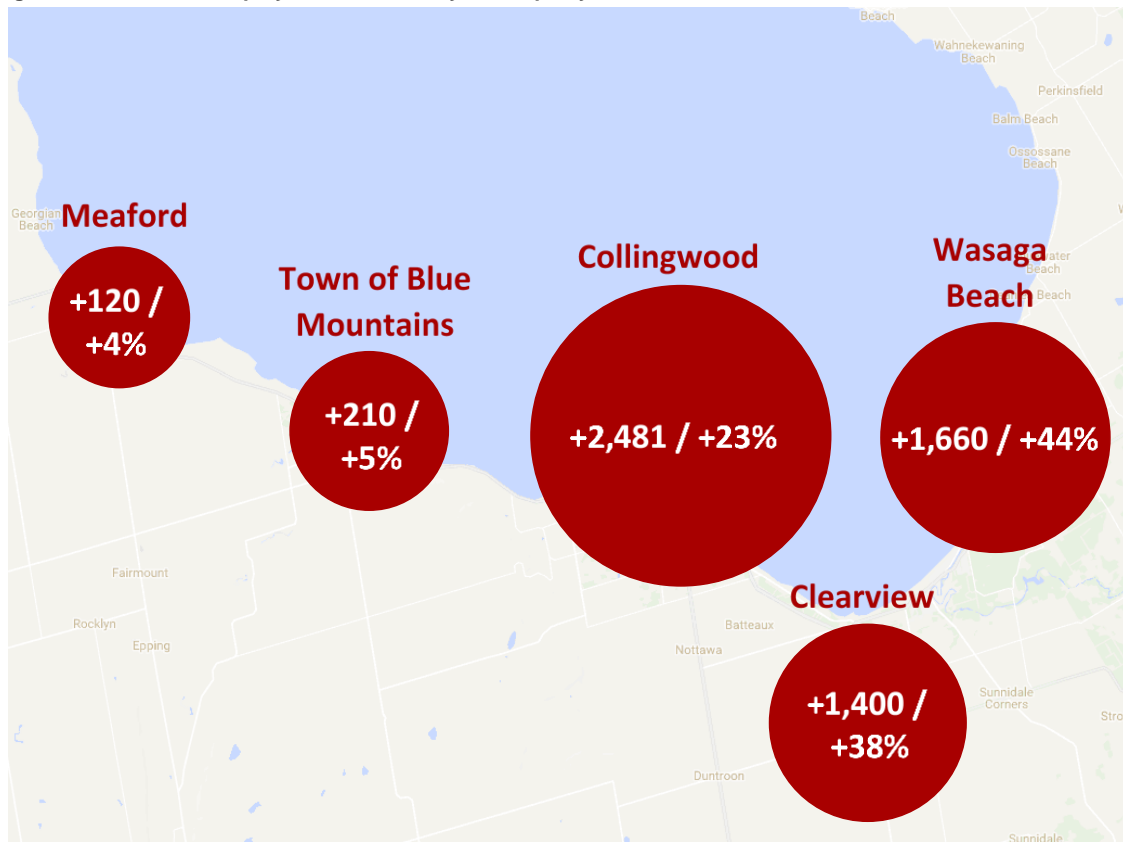 Beach
Wahnekewaning
Beach
Perkinsfield
Balm Beach
Ossossane
Beach
Georgian
Beach
Meaford
+120 /
+4%
Town of Blue
Mountains
+210 /
+5%
Collingwood
+2,481 / +23%
Wasaga
Beach
Beach
Beach
+1,660 / +44%
Clearview
+1,400 /
+38%
Fairmount
Rocklyn
Epping
Batteaux
Nottawa
Sunnidale
Corners
Duntroon
Sunnidale